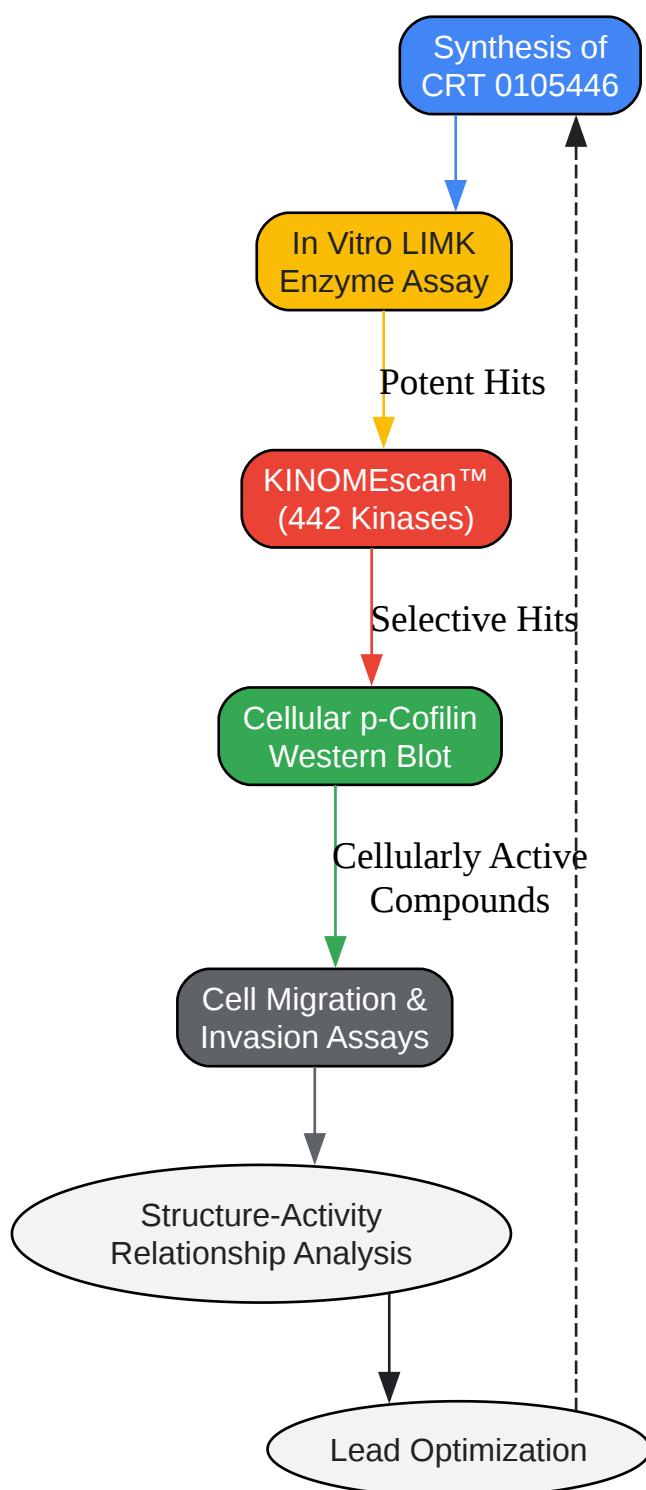 Synthesis of
CRT 0105446
In Vitro LIMK
Enzyme Assay
Potent Hits
KINOMEscan™
(442 Kinases)
Selective Hits
Cellular p-Cofilin
Western Blot
Cellularly Active
Compounds
Cell Migration &
Invasion Assays
Structure-Activity
Relationship Analysis
Lead Optimization